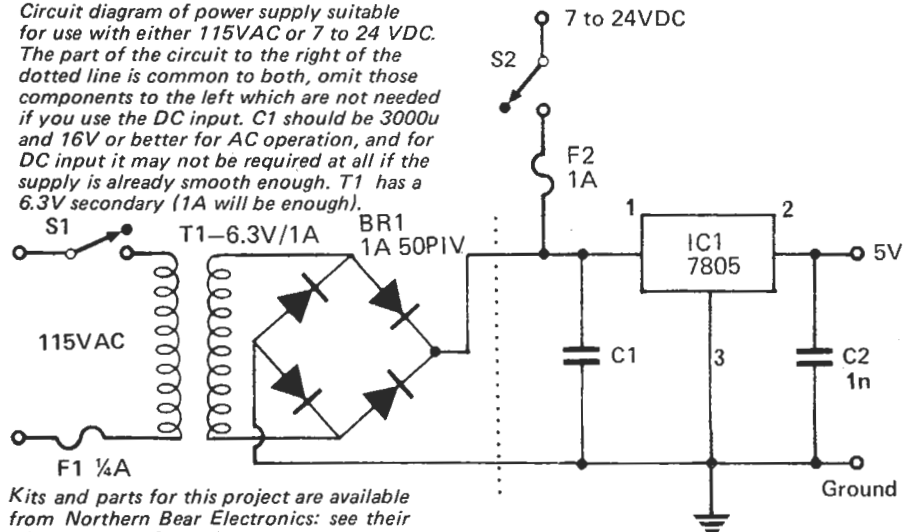 Circuit diagram of power supply suitable
for use with either 115VAC or 7 to 24 VDC.
The part of the circuit to the right of the
dotted line is common to both, omit those
components to the left which are not needed
if you use the DC input. C1 should be 3000u
and 16V or better for AC operation, and for
DC input it may not be required at all if the
supply is already smooth enough. T1 has a
6.3V secondary (1A will be enough).
7 to 24VDC
S2
F2
1A
S1
T1–6.3V/1A
BR1
1A 50PIV
1
2
IC1
7805
5V
115VAC
C1
3
C2
1n
F1 ¼A
Ground
Kits and parts for this project are available
from Northern Bear Electronics: see their